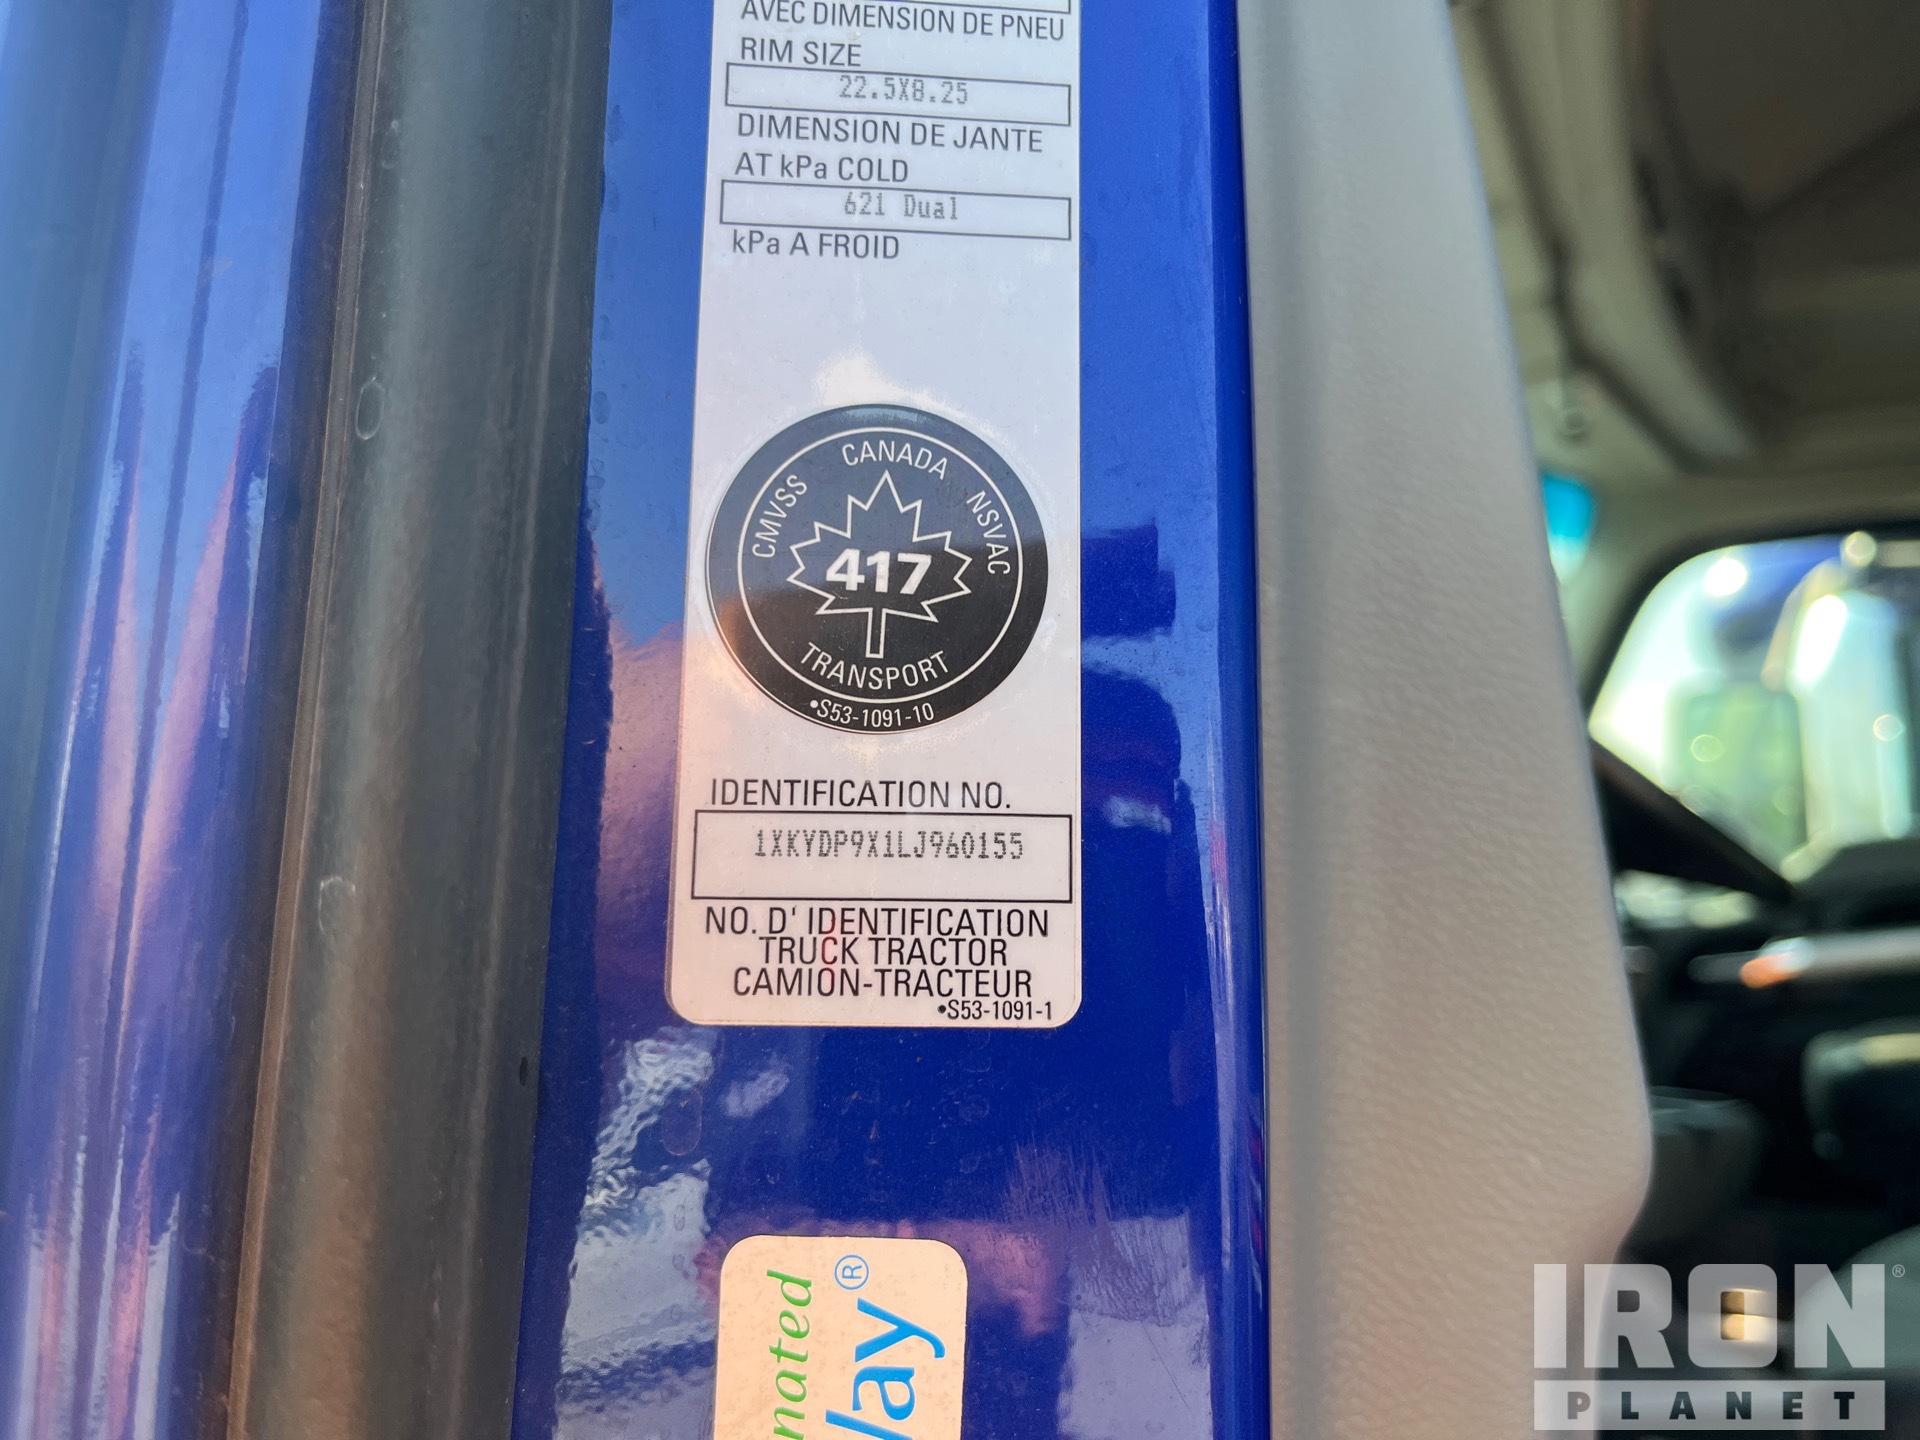 AVEC DIMENSION DE PNEU
RIM SIZE
22.5X8.25
DIMENSION DE JANTE
AT kPa COLD
621 Dual
kPa A FROID
CANADA
CMVSS
NSVAC
417
TRANSPORT
•S53-1091-10
IDENTIFICATION NO.
1XKYDP9X1LJ960155
NO. D' IDENTIFICATION
TRUCK TRACTOR
CAMION-TRACTEUR
•S53-1091-1
IRON®
PLANET